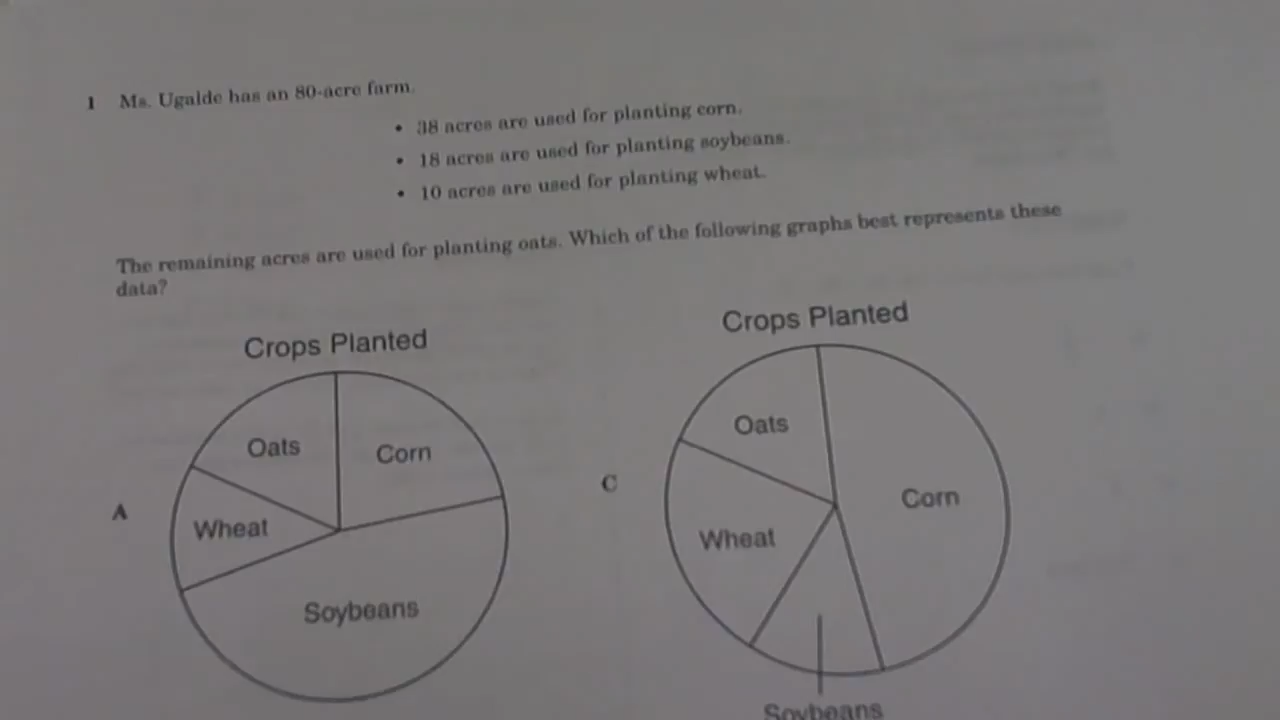 1 Ms. Ugalde has an 80-acre farm.
• 38 acres are used for planting corn.
• 18 acres are used for planting soybeans.
• 10 acres are used for planting wheat.
The remaining acres are used for planting oats. Which of the following graphs best represents these
data?
Crops Planted
Oats
Corn
A
Wheat
Soybeans
Crops Planted
Oats
C
Corn
Wheat
Soybeans